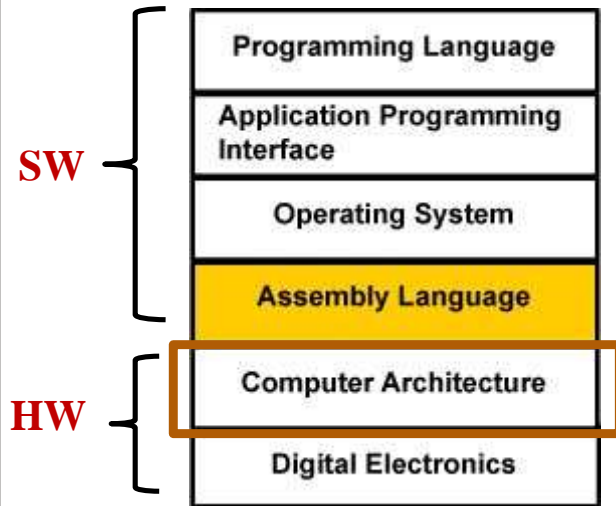 Programming Language
Application Programming
Interface
SW
Operating System
Assembly Language
Computer Architecture
HW
Digital Electronics